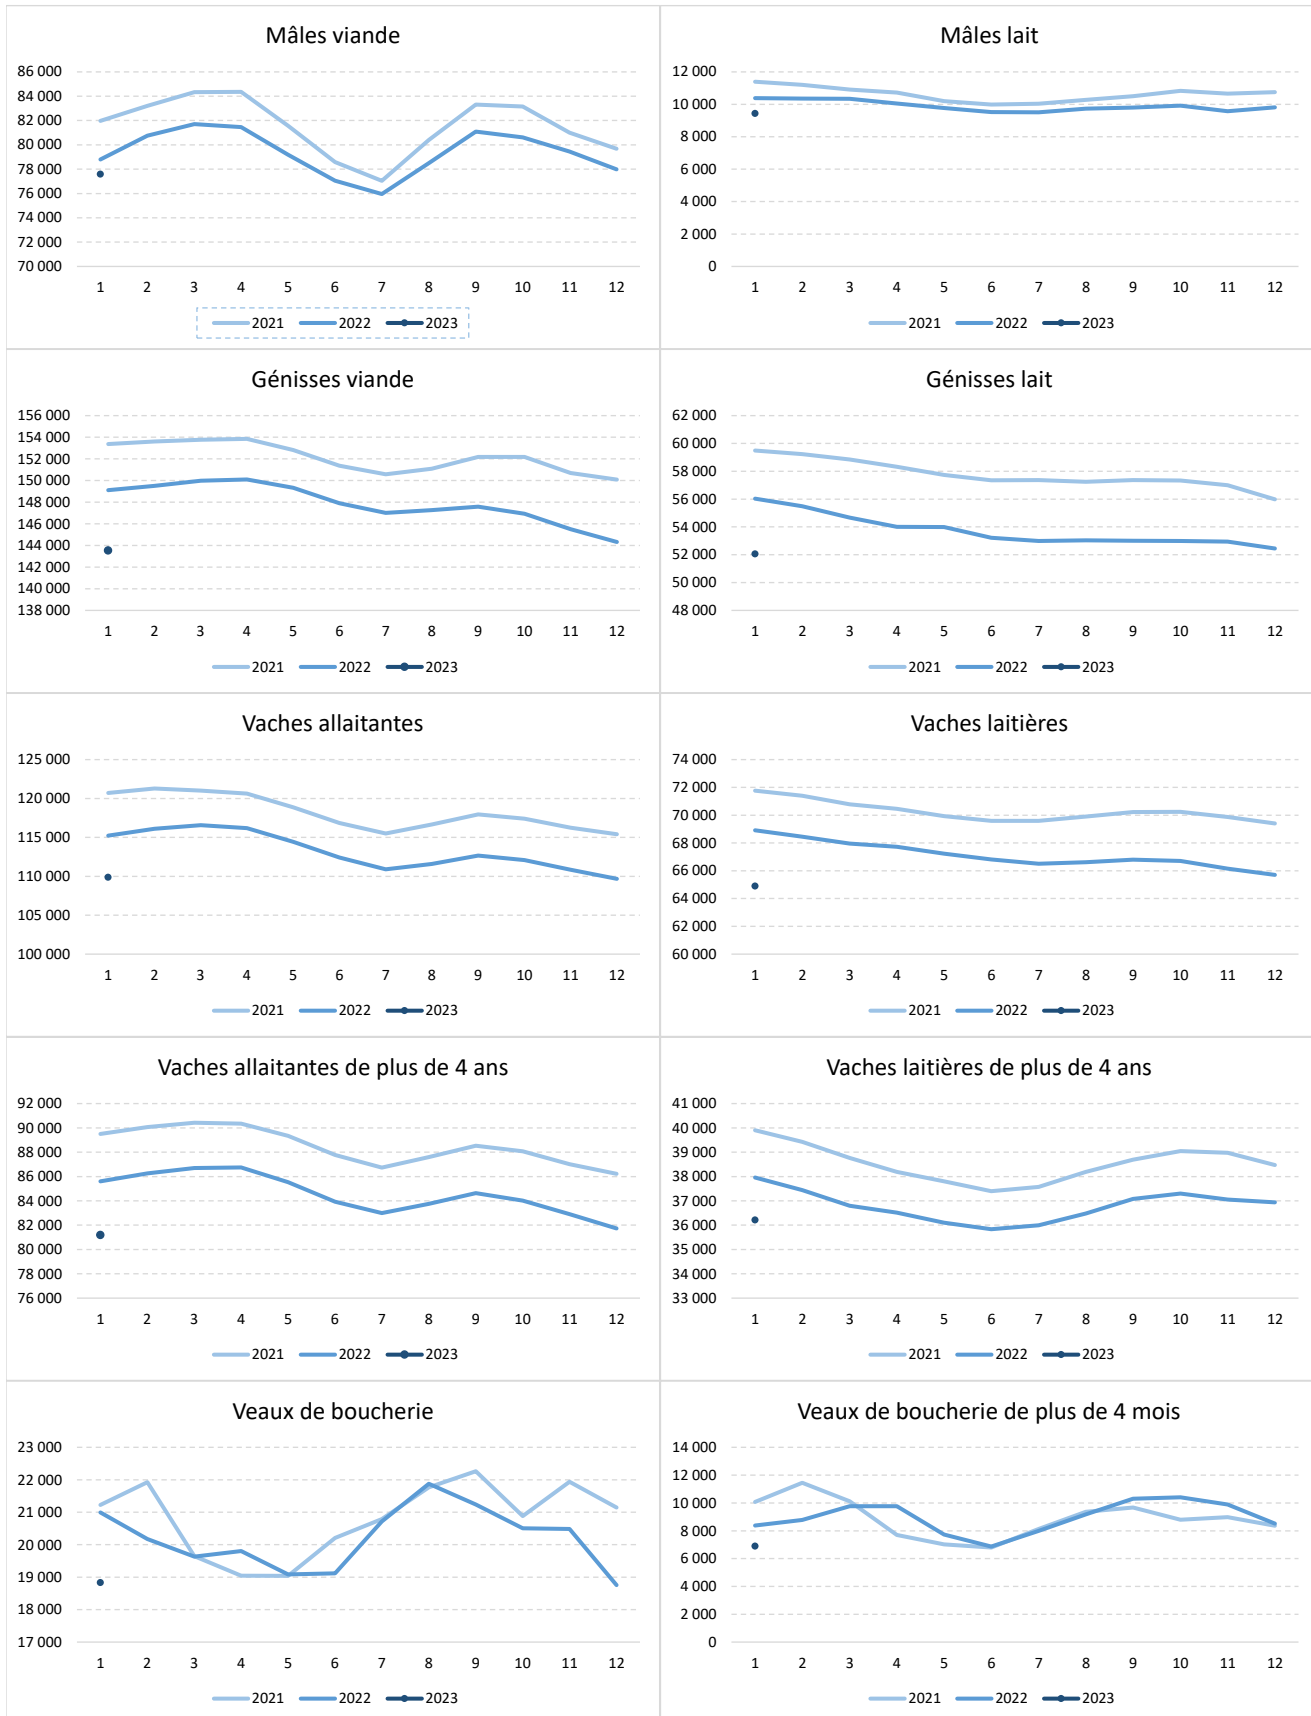 Mâles viande
86 000
84 000
82 000
80 000
78 000
76 000
74 000
72 000
70 000
1 2 3 4 5 6 7 8 9 10 11 12
2021 2022 2023
Mâles lait
12 000
10 000
8 000
6 000
4 000
2 000
0
1 2 3 4 5 6 7 8 9 10 11 12
2021 2022 2023
Génisses viande
156 000
154 000
152 000
150 000
148 000
146 000
144 000
142 000
140 000
138 000
1 2 3 4 5 6 7 8 9 10 11 12
2021 2022 2023
Génisses lait
62 000
60 000
58 000
56 000
54 000
52 000
50 000
48 000
1 2 3 4 5 6 7 8 9 10 11 12
2021 2022 2023
Vaches allaitantes
125 000
120 000
115 000
110 000
105 000
100 000
1 2 3 4 5 6 7 8 9 10 11 12
2021 2022 2023
Vaches laitières
74 000
72 000
70 000
68 000
66 000
64 000
62 000
60 000
1 2 3 4 5 6 7 8 9 10 11 12
2021 2022 2023
Vaches allaitantes de plus de 4 ans
92 000
90 000
88 000
86 000
84 000
82 000
80 000
78 000
76 000
1 2 3 4 5 6 7 8 9 10 11 12
2021 2022 2023
Vaches laitières de plus de 4 ans
41 000
40 000
39 000
38 000
37 000
36 000
35 000
34 000
33 000
1 2 3 4 5 6 7 8 9 10 11 12
2021 2022 2023
Veaux de boucherie
23 000
22 000
21 000
20 000
19 000
18 000
17 000
1 2 3 4 5 6 7 8 9 10 11 12
2021 2022 2023
Veaux de boucherie de plus de 4 mois
14 000
12 000
10 000
8 000
6 000
4 000
2 000
0
1 2 3 4 5 6 7 8 9 10 11 12
2021 2022 2023